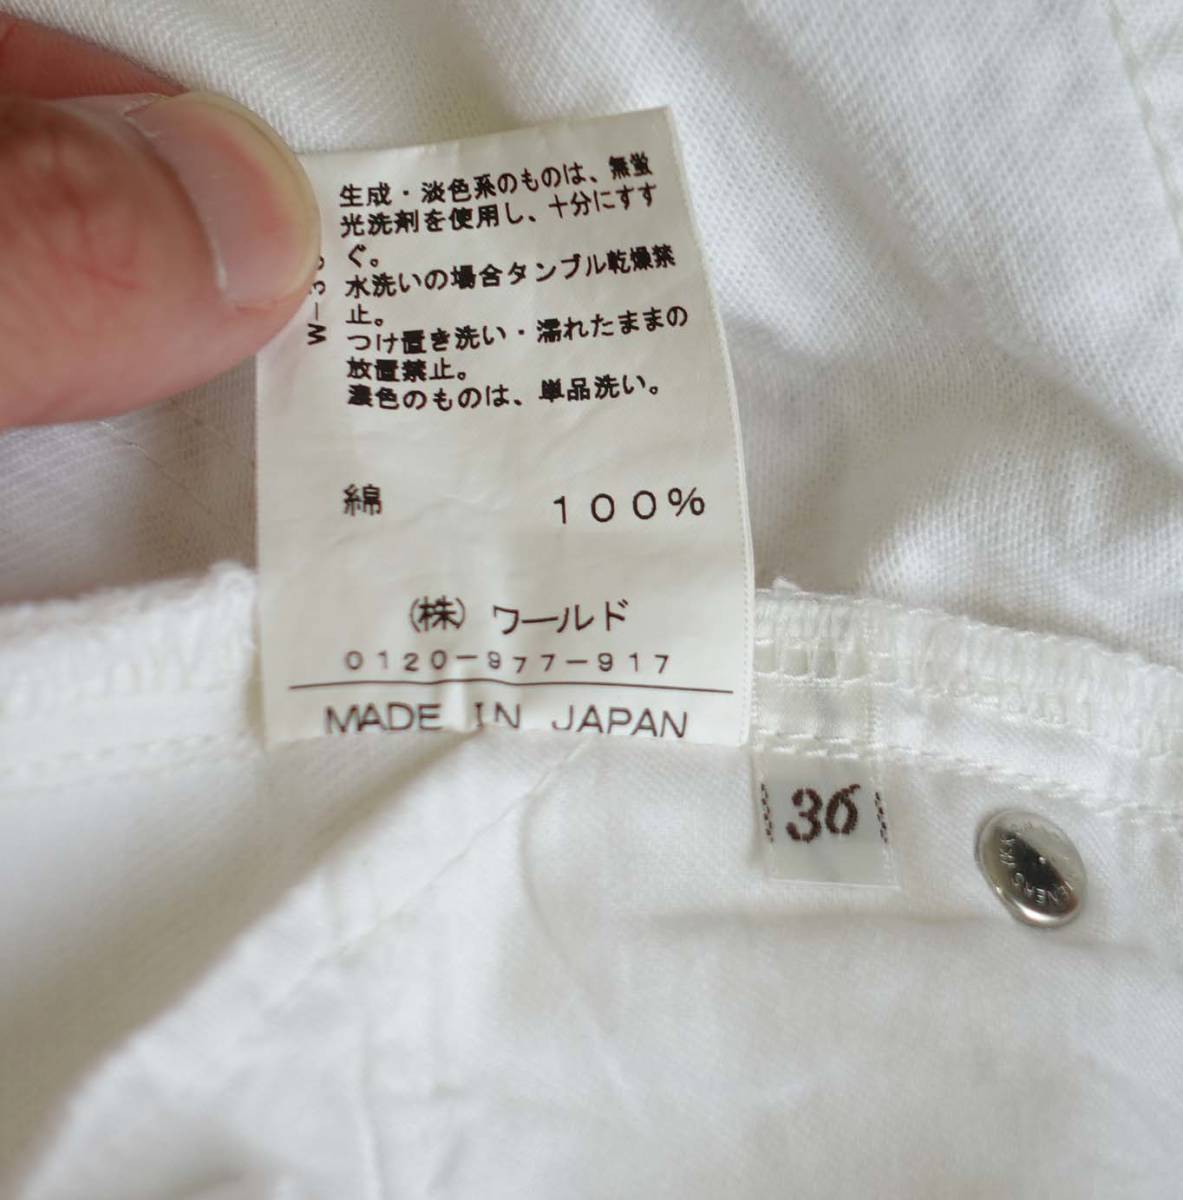 生成・淡色系のものは、無蛍
光洗剤を使用し、十分にすす
ぐ。
水洗いの場合タンブル乾燥禁
止。
つけ置き洗い・濡れたままの
放置禁止。
濃色のものは、単品洗い。
綿 100%
(株) ワールド
0120-977-917
MADE IN JAPAN
36